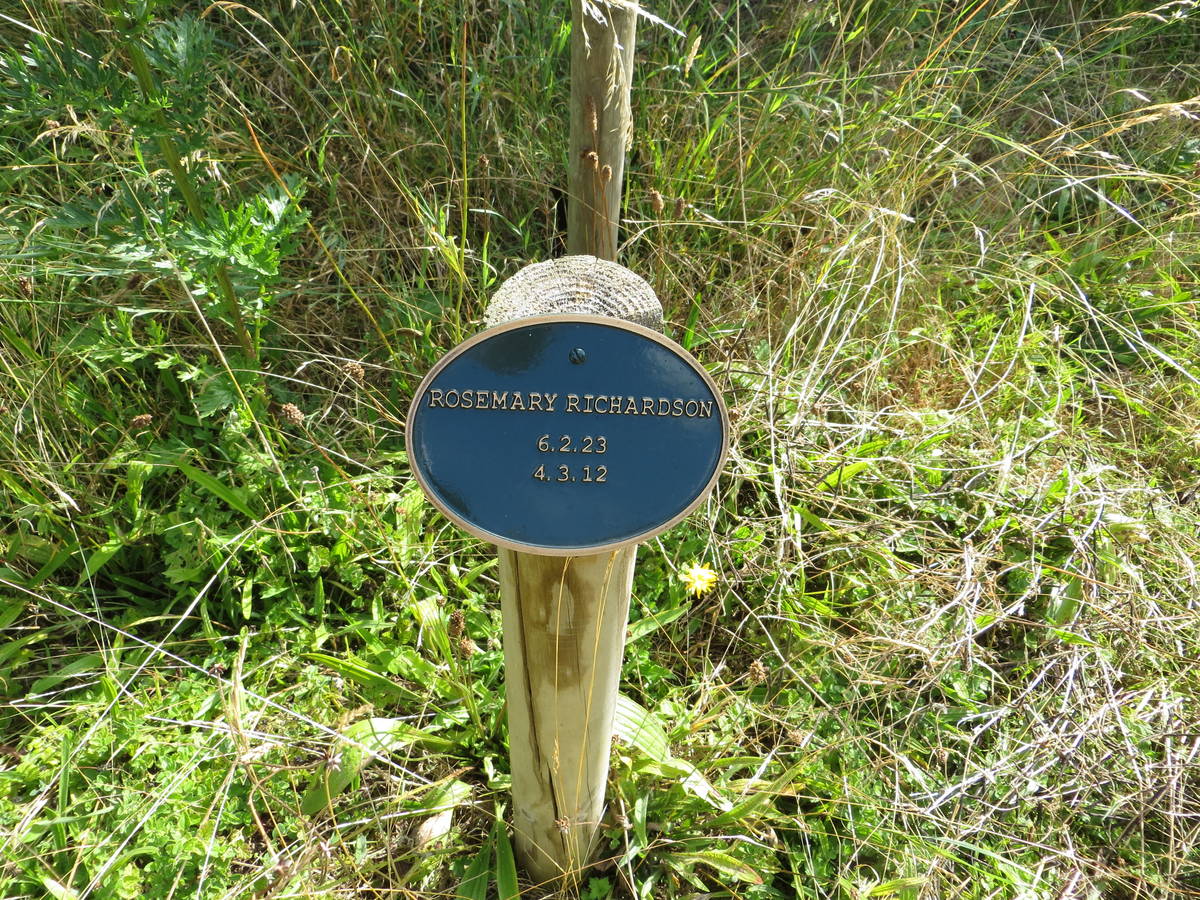 ROSEMARY RICHARDSON
6.2.23
4.3.12